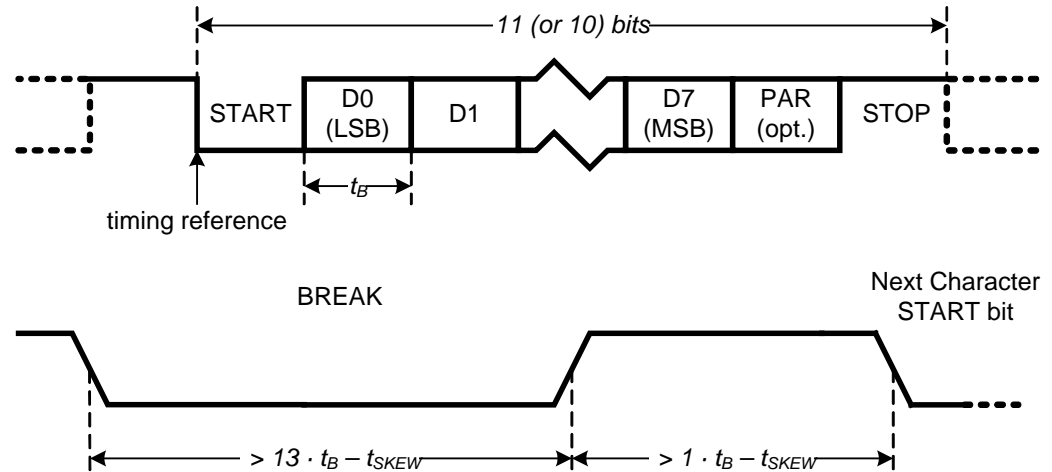 11 (or 10) bits
START
D0
(LSB)
D1
D7
(MSB)
PAR
(opt.)
STOP
tB
timing reference
BREAK
Next Character
START bit
> 13 · tB – tSKEW
> 1 · tB – tSKEW